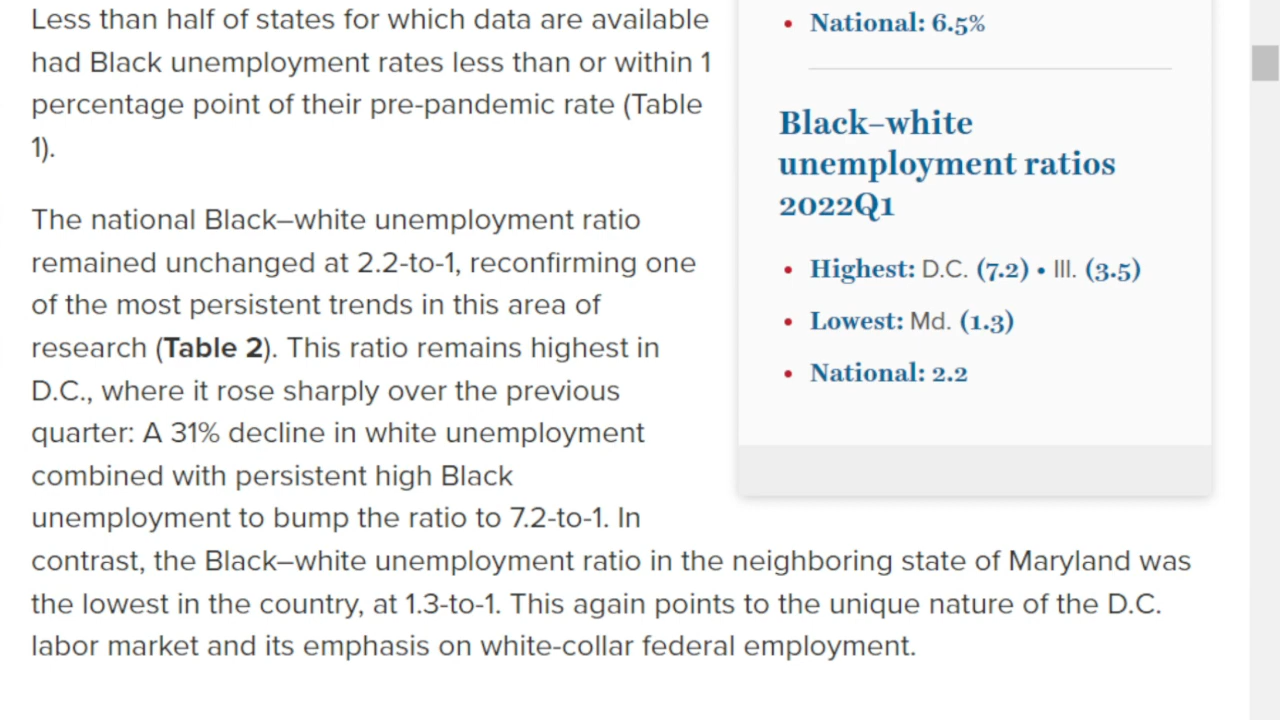 Less than half of states for which data are available
had Black unemployment rates less than or within 1
percentage point of their pre-pandemic rate (Table
1).
The national Black–white unemployment ratio
remained unchanged at 2.2-to-1, reconfirming one
of the most persistent trends in this area of
research (Table 2). This ratio remains highest in
D.C., where it rose sharply over the previous
quarter: A 31% decline in white unemployment
combined with persistent high Black
unemployment to bump the ratio to 7.2-to-1. In
contrast, the Black–white unemployment ratio in the neighboring state of Maryland was
the lowest in the country, at 1.3-to-1. This again points to the unique nature of the D.C.
labor market and its emphasis on white-collar federal employment.
• National: 6.5%
Black–white
unemployment ratios
2022Q1
• Highest: D.C. (7.2) • Ill. (3.5)
• Lowest: Md. (1.3)
• National: 2.2